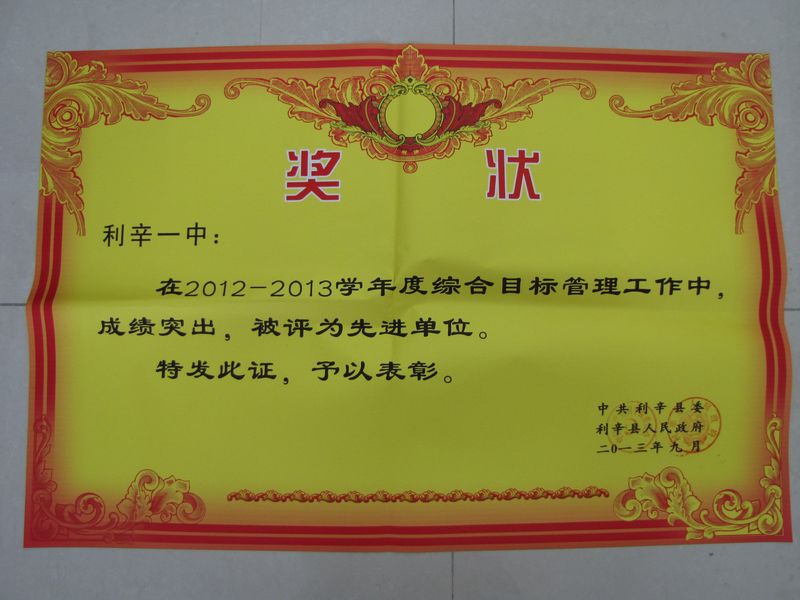 奖 状
利辛一中：
在2012-2013学年度综合目标管理工作中，
成绩突出，被评为先进单位。
特发此证，予以表彰。
中共利辛县委
利辛县人民政府
二0一三年九月